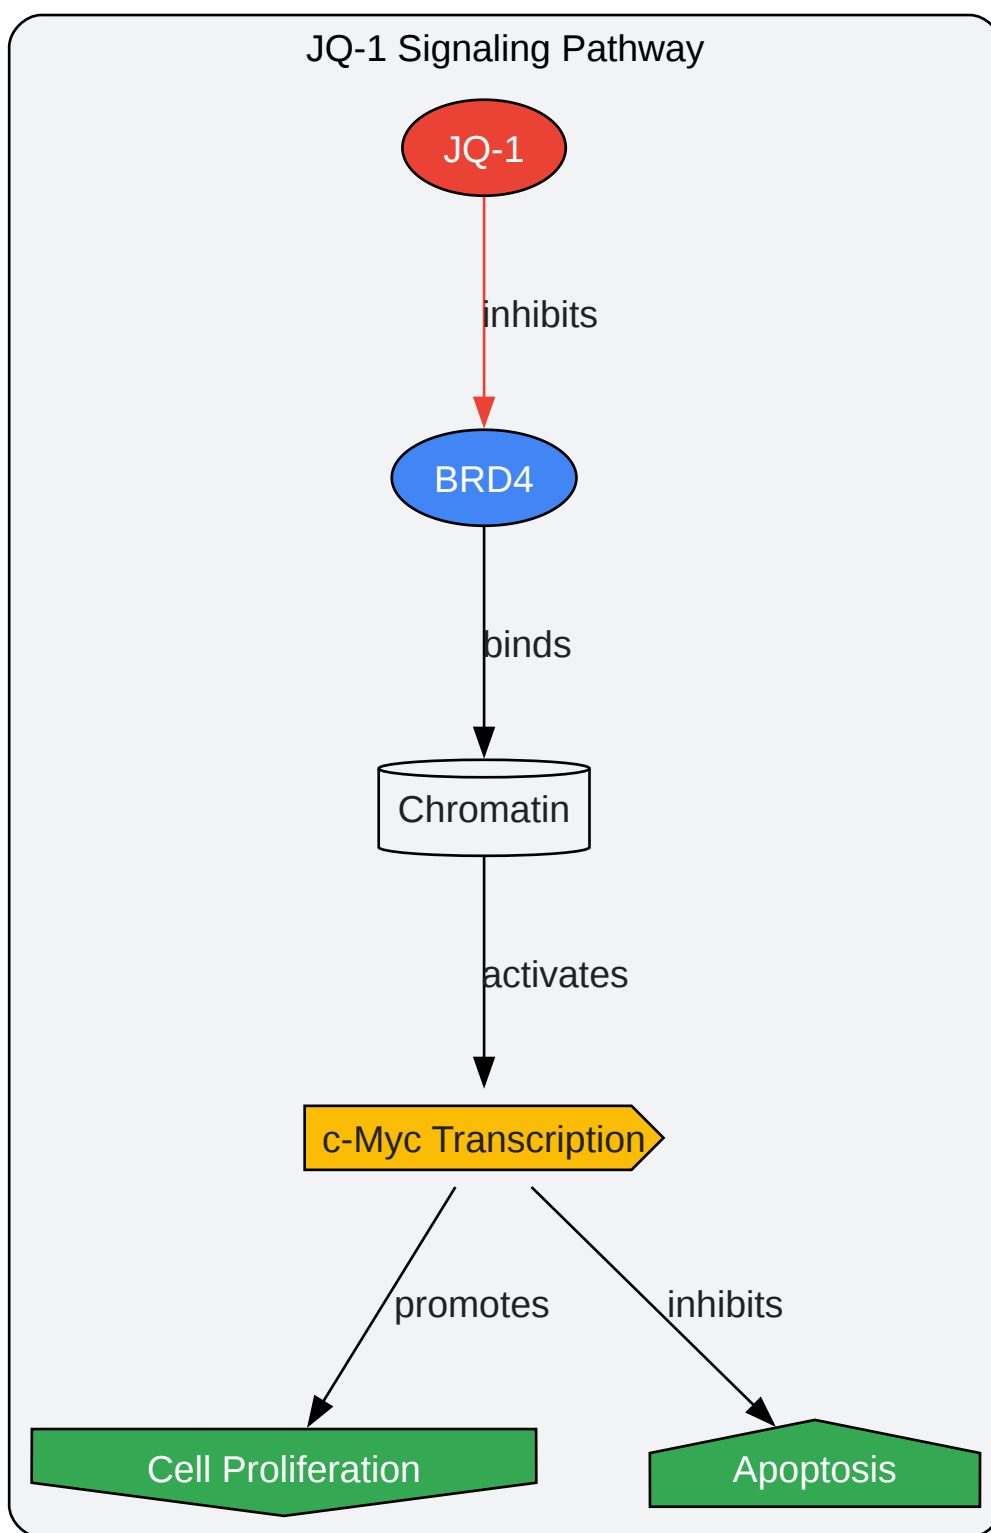 JQ-1 Signaling Pathway
JQ-1
inhibits
BRD4
binds
Chromatin
activates
c-Myc Transcription
promotes
inhibits
Cell Proliferation
Apoptosis